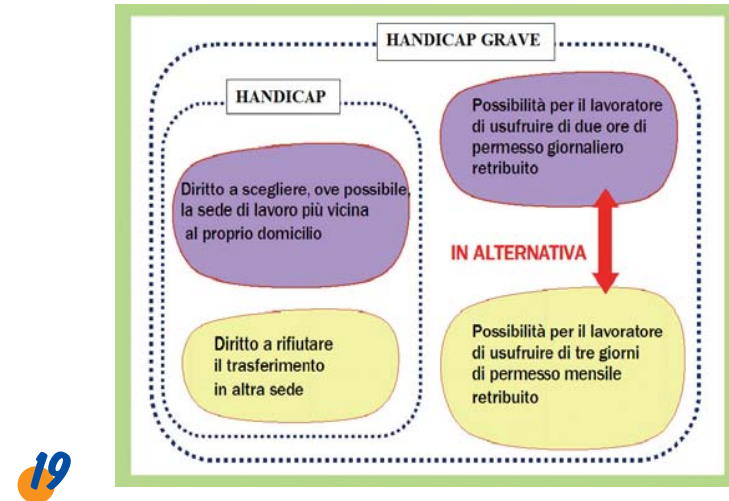 HANDICAP GRAVE
HANDICAP
Diritto a scegliere, ove possibile,
la sede di lavoro più vicina
al proprio domicilio
Diritto a rifiutare
il trasferimento
in altra sede
Possibilità per il lavoratore
di usufruire di due ore di
permesso giornaliero
retribuito
IN ALTERNATIVA
Possibilità per il lavoratore
di usufruire di tre giorni
di permesso mensile
retribuito
19